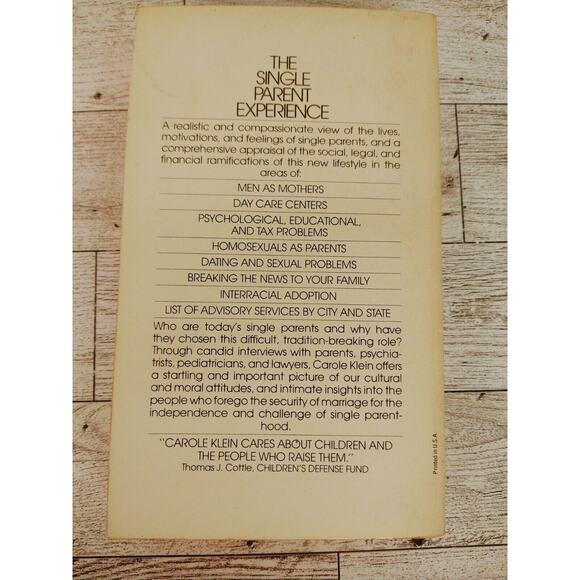 THE
SINGLE
PARENT
EXPERIENCE
A realistic and compassionate view of the lives,
motivations, and feelings of single parents, and a
comprehensive appraisal of the social, legal, and
financial ramifications of this new lifestyle in the
areas of:
MEN AS MOTHERS
DAY CARE CENTERS
PSYCHOLOGICAL, EDUCATIONAL,
AND TAX PROBLEMS
HOMOSEXUALS AS PARENTS
DATING AND SEXUAL PROBLEMS
BREAKING THE NEWS TO YOUR FAMILY
INTERRACIAL ADOPTION
LIST OF ADVISORY SERVICES BY CITY AND STATE
Who are today's single parents and why have
they chosen this difficult, tradition-breaking role?
Through candid interviews with parents, psychia-
trists, pediatricians, and lawyers, Carole Klein offers
a startling and important picture of our cultural
and moral attitudes, and intimate insights into the
people who forego the security of marriage for the
independence and challenge of single parent-
hood.
"CAROLE KLEIN CARES ABOUT CHILDREN AND
THE PEOPLE WHO RAISE THEM."
Thomas J. Cottle, CHILDREN'S DEFENSE FUND
Printed in U.S.A.